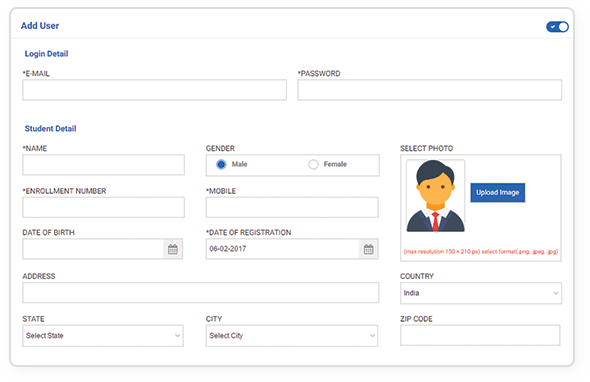 Add User
Login Detail
*E-MAIL *PASSWORD
Student Detail
*NAME GENDER SELECT PHOTO
Male Female
Upload Image
*ENROLLMENT NUMBER *MOBILE
DATE OF BIRTH *DATE OF REGISTRATION
06-02-2017
(max resolution 150 × 210 px) select format(.png, .jpeg, .jpg)
ADDRESS COUNTRY
India
STATE CITY ZIP CODE
Select State Select City